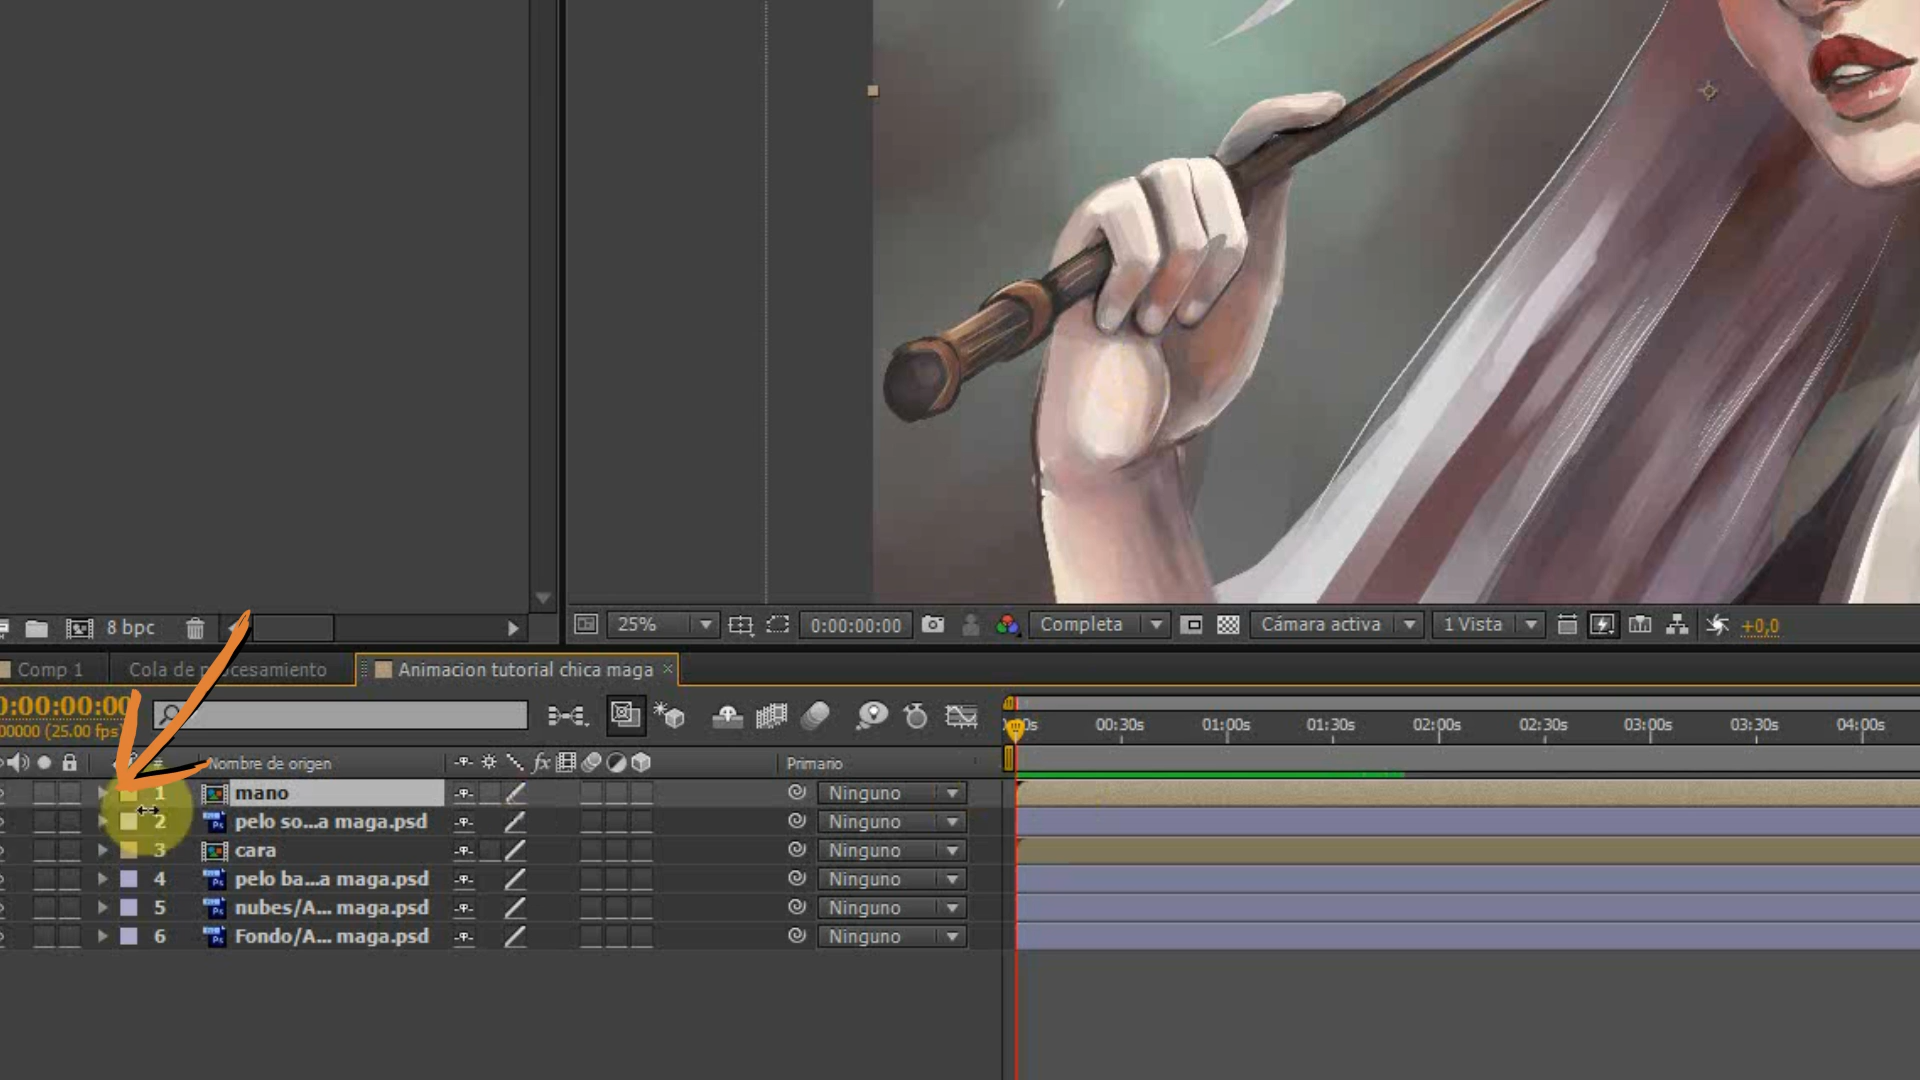 8 bpc
25%
0:00:00:00
Completa
Cámara activa
1 Vista
+0,0
Comp 1
Cola de procesamiento
Animacion tutorial chica maga ×
0:00:00:00
00000 (25.00 fps)
00:30s
01:00s
01:30s
02:00s
02:30s
03:00s
03:30s
04:00s
# Nombre de origen fx Primario
1 mano Ninguno
2 pelo so...a maga.psd Ninguno
3 cara Ninguno
4 pelo ba...a maga.psd Ninguno
5 nubes/A... maga.psd Ninguno
6 Fondo/A... maga.psd Ninguno